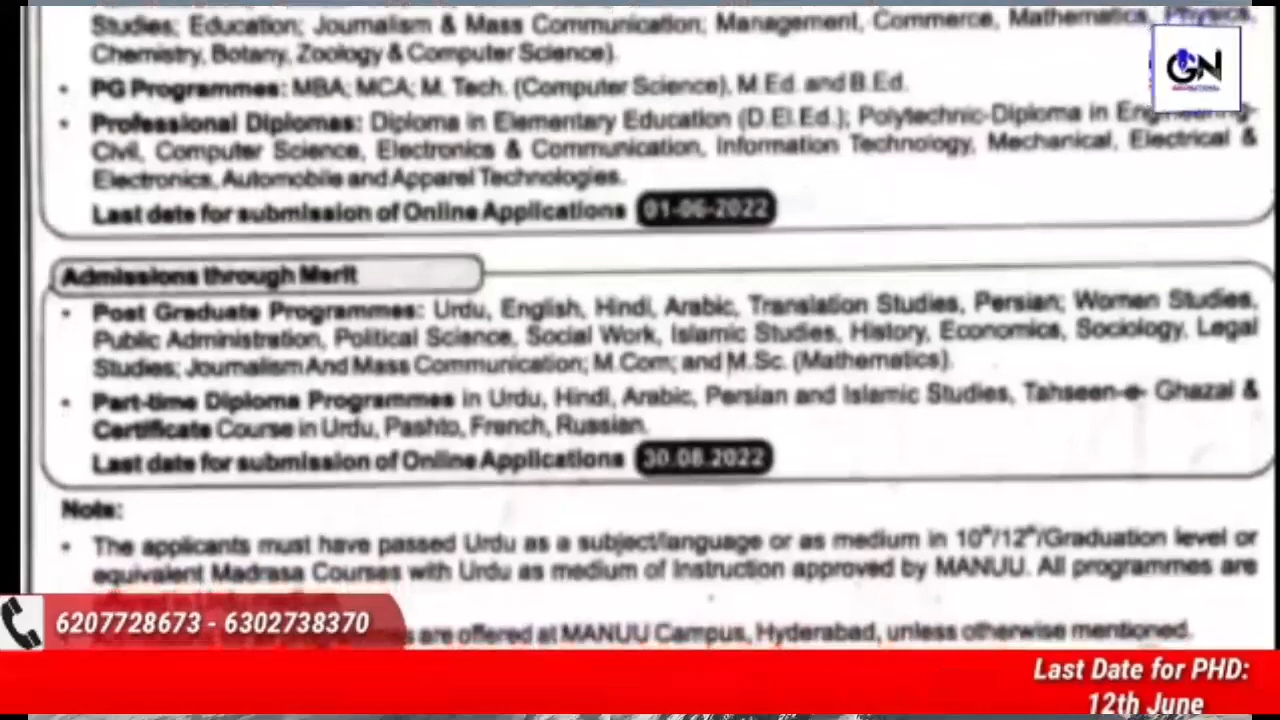 Studies; Education; Journalism & Mass Communication; Management, Commerce, Mathematics, Physics,
Chemistry, Botany, Zoology & Computer Science).
• PG Programmes: MBA; MCA; M. Tech. (Computer Science), M.Ed. and B.Ed.
• Professional Diplomas: Diploma in Elementary Education (D.El.Ed.); Polytechnic-Diploma in Engineering-
Civil, Computer Science, Electronics & Communication, Information Technology, Mechanical, Electrical &
Electronics, Automobile and Apparel Technologies.
Last date for submission of Online Applications 01-06-2022
Admissions through Merit
• Post Graduate Programmes: Urdu, English, Hindi, Arabic, Translation Studies, Persian; Women Studies,
Public Administration, Political Science, Social Work, Islamic Studies, History, Economics, Sociology, Legal
Studies; Journalism And Mass Communication; M.Com; and M.Sc. (Mathematics).
• Part-time Diploma Programmes in Urdu, Hindi, Arabic, Persian and Islamic Studies, Tahseen-e- Ghazal &
Certificate Course in Urdu, Pashto, French, Russian.
Last date for submission of Online Applications 30.08.2022
Note:
• The applicants must have passed Urdu as a subject/language or as medium in 10th/12th/Graduation level or
equivalent Madrasa Courses with Urdu as medium of Instruction approved by MANUU. All programmes are
are offered at MANUU Campus, Hyderabad, unless otherwise mentioned.
GN
6207728673 - 6302738370
Last Date for PHD:
12th June